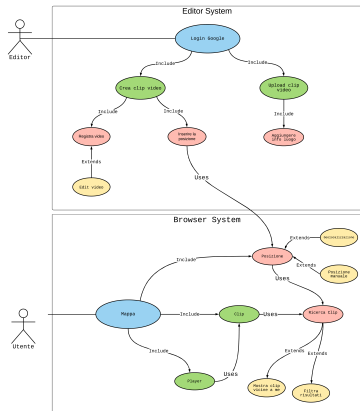 Editor System
Login Google
Editor
Include
Include
Crea clip video
Upload clip
video
Include
Include
Include
Registra video
Inserire la
posizione
Aggiungere
info luogo
Extends
Uses
Edit video
Browser System
Extends
Geolocalizzazione
Posizione
Include
Extends
Posizione
manuale
Uses
Mappa
Include
Clip
Uses
Ricerca Clip
Utente
Include
Extends
Extends
Player
Uses
Mostra clip
vicino a me
Filtra
risultati